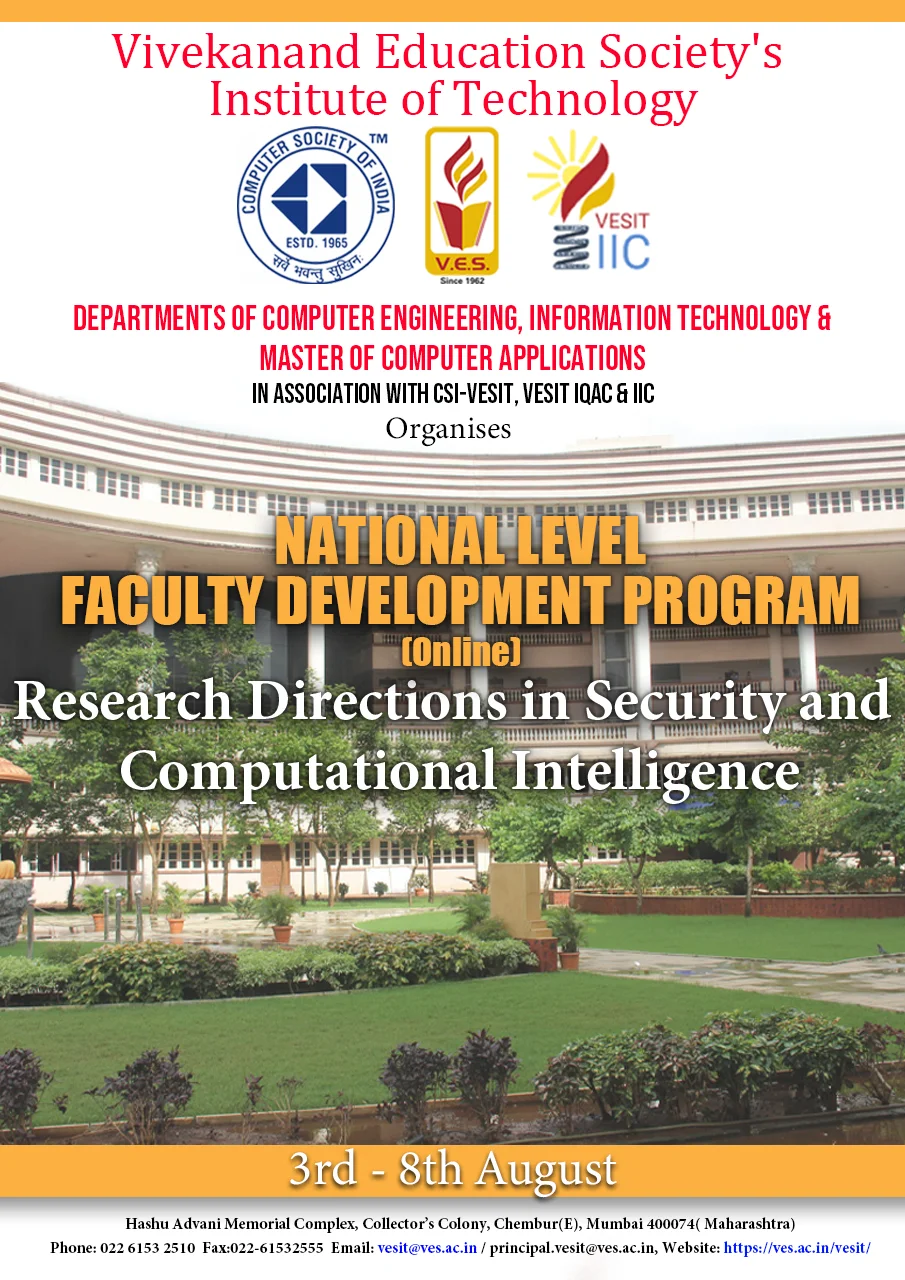 Vivekanand Education Society's
Institute of Technology
COMPUTER SOCIETY OF INDIA
TM
ESTD. 1965
सर्वे भवन्तु सुखिनः
V.E.S.
Since 1962
VESIT
IIC
DEPARTMENTS OF COMPUTER ENGINEERING, INFORMATION TECHNOLOGY &
MASTER OF COMPUTER APPLICATIONS
IN ASSOCIATION WITH CSI-VESIT, VESIT IQAC & IIC
Organises
NATIONAL LEVEL
FACULTY DEVELOPMENT PROGRAM
(Online)
Research Directions in Security and
Computational Intelligence
3rd - 8th August
Hashu Advani Memorial Complex, Collector’s Colony, Chembur(E), Mumbai 400074( Maharashtra)
Phone: 022 6153 2510 Fax:022-61532555 Email: vesit@ves.ac.in / principal.vesit@ves.ac.in, Website: https://ves.ac.in/vesit/